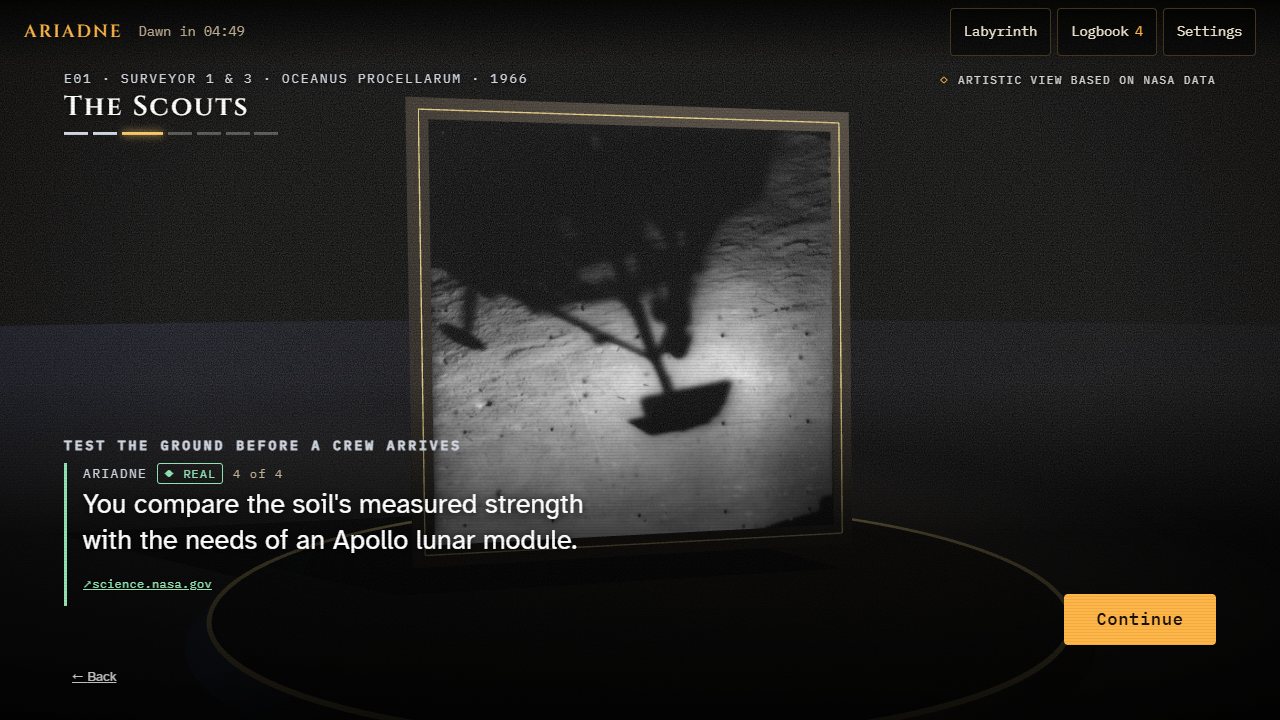 ARIADNE Dawn in 04:49 Labyrinth Logbook 4 Settings
E01 · SURVEYOR 1 & 3 · OCEANUS PROCELLARUM · 1966
◇ ARTISTIC VIEW BASED ON NASA DATA
The Scouts
TEST THE GROUND BEFORE A CREW ARRIVES
ARIADNE ◆ REAL 4 of 4
You compare the soil's measured strength
with the needs of an Apollo lunar module.
↗science.nasa.gov
Continue
← Back